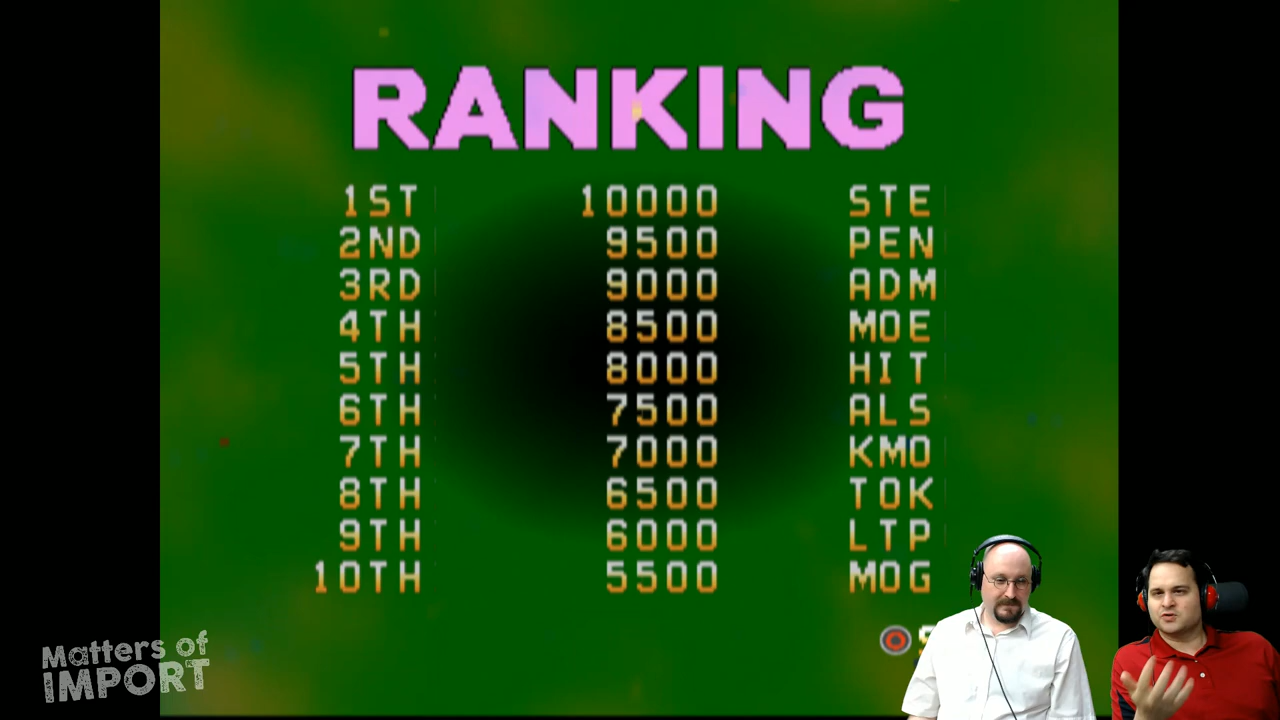 RANKING
1ST 10000 STE
2ND 9500 PEN
3RD 9000 ADM
4TH 8500 MOE
5TH 8000 HIT
6TH 7500 ALS
7TH 7000 KMO
8TH 6500 TOK
9TH 6000 LTP
10TH 5500 MOG
Matters of
IMPORT